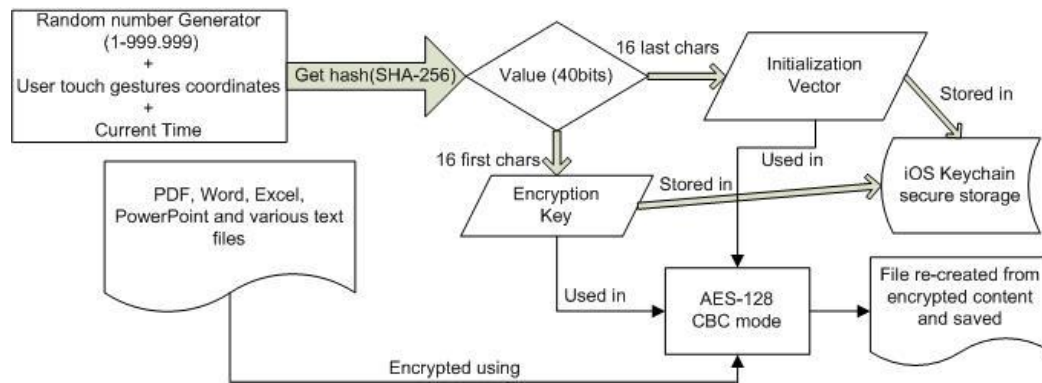 Random number Generator
(1-999.999)
+
User touch gestures coordinates
+
Current Time
Get hash(SHA-256)
Value (40bits)
16 last chars
Initialization
Vector
Stored in
16 first chars
Used in
iOS Keychain
secure storage
Encryption
Key
Stored in
PDF, Word, Excel,
PowerPoint and various text
files
Used in
AES-128
CBC mode
File re-created from
encrypted content
and saved
Encrypted using